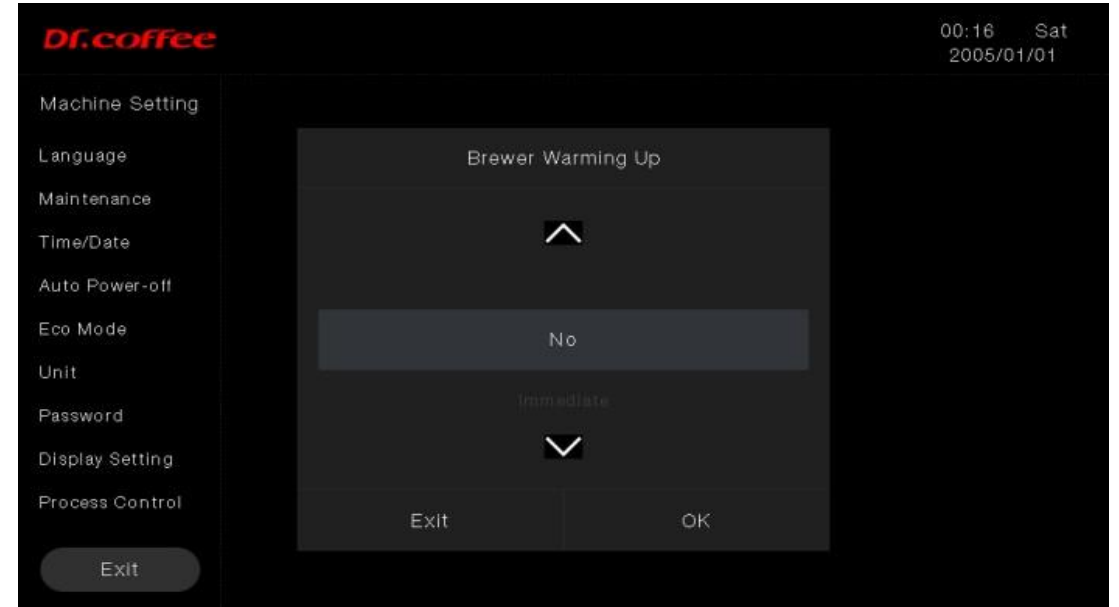 Dr.coffee
00:16 Sat
2005/01/01
Machine Setting
Language
Maintenance
Time/Date
Auto Power-off
Eco Mode
Unit
Password
Display Setting
Process Control
Exit
Brewer Warming Up
No
Immediate
Exit OK